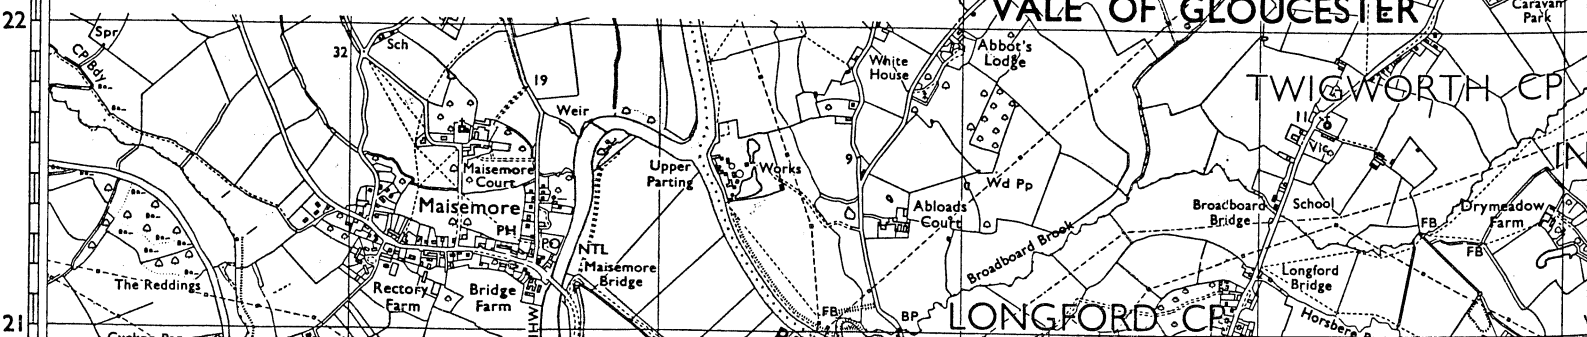 22
VALE OF GLOUCESTER
Caravan
Park
Spr
CP Bdy
32
Sch
19
Weir
White
House
Abbot's
Lodge
TWIGWORTH CP
11
Vic
IN
Maisemore
Court
Upper
Parting
Works
9
Wd Pp
Maisemore
PH
PO
NTL
Abloads
Court
Broadboard
Bridge
School
FB
Drymeadow
Farm
FB
Broadboard Brook
The Reddings
Rectory
Farm
Bridge
Farm
Maisemore
Bridge
Longford
Bridge
21
FB
BP
LONGFORD CP